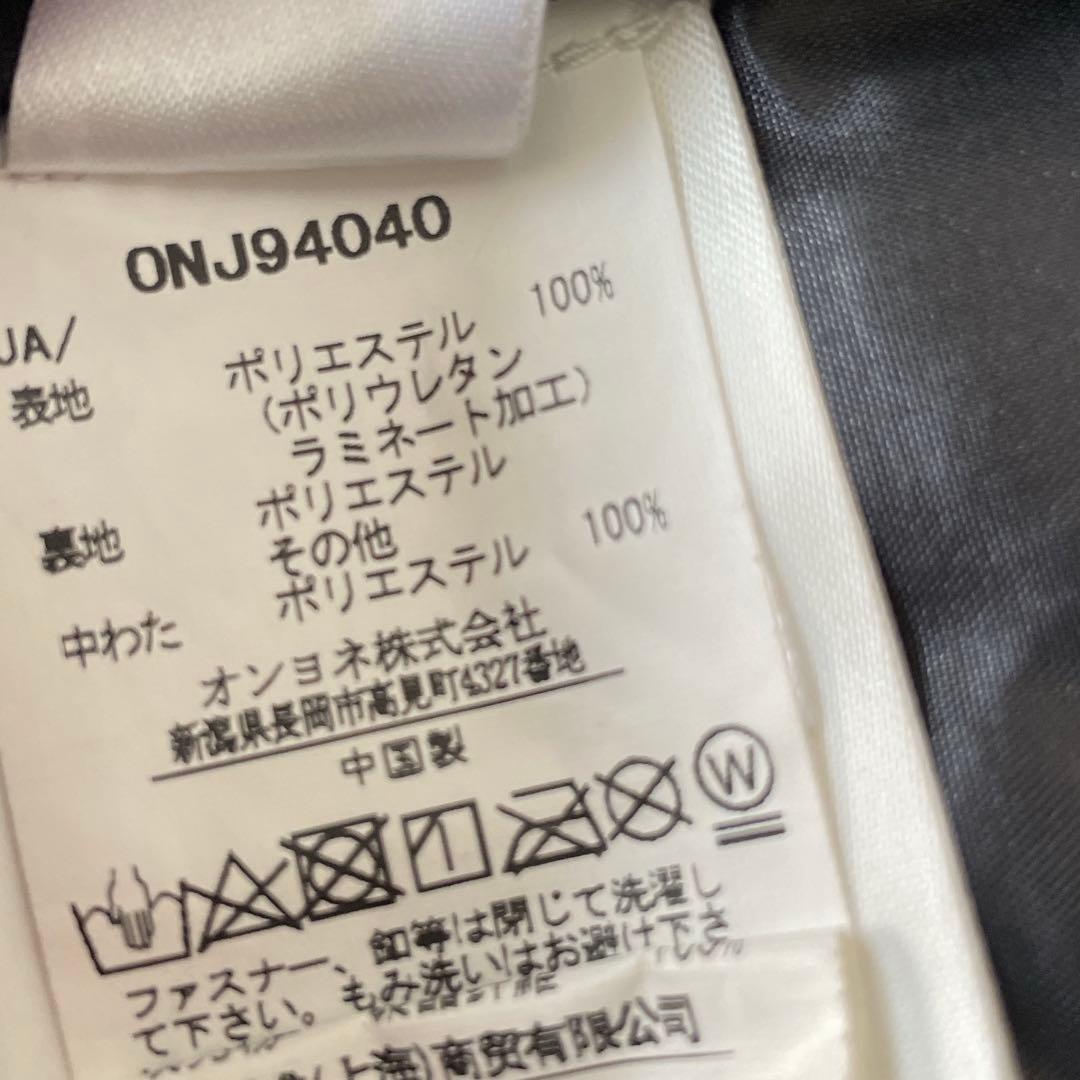 ONJ94040
JA/
表地 ポリエステル 100%
(ポリウレタン
ラミネート加工)
裏地 ポリエステル
その他
中わた ポリエステル 100%
オンヨネ株式会社
新潟県長岡市高見町4327番地
中国製
W
ファスナー、釦等は閉じて洗濯し
て下さい。もみ洗いはお避け下さ
(上海)商贸有限公司